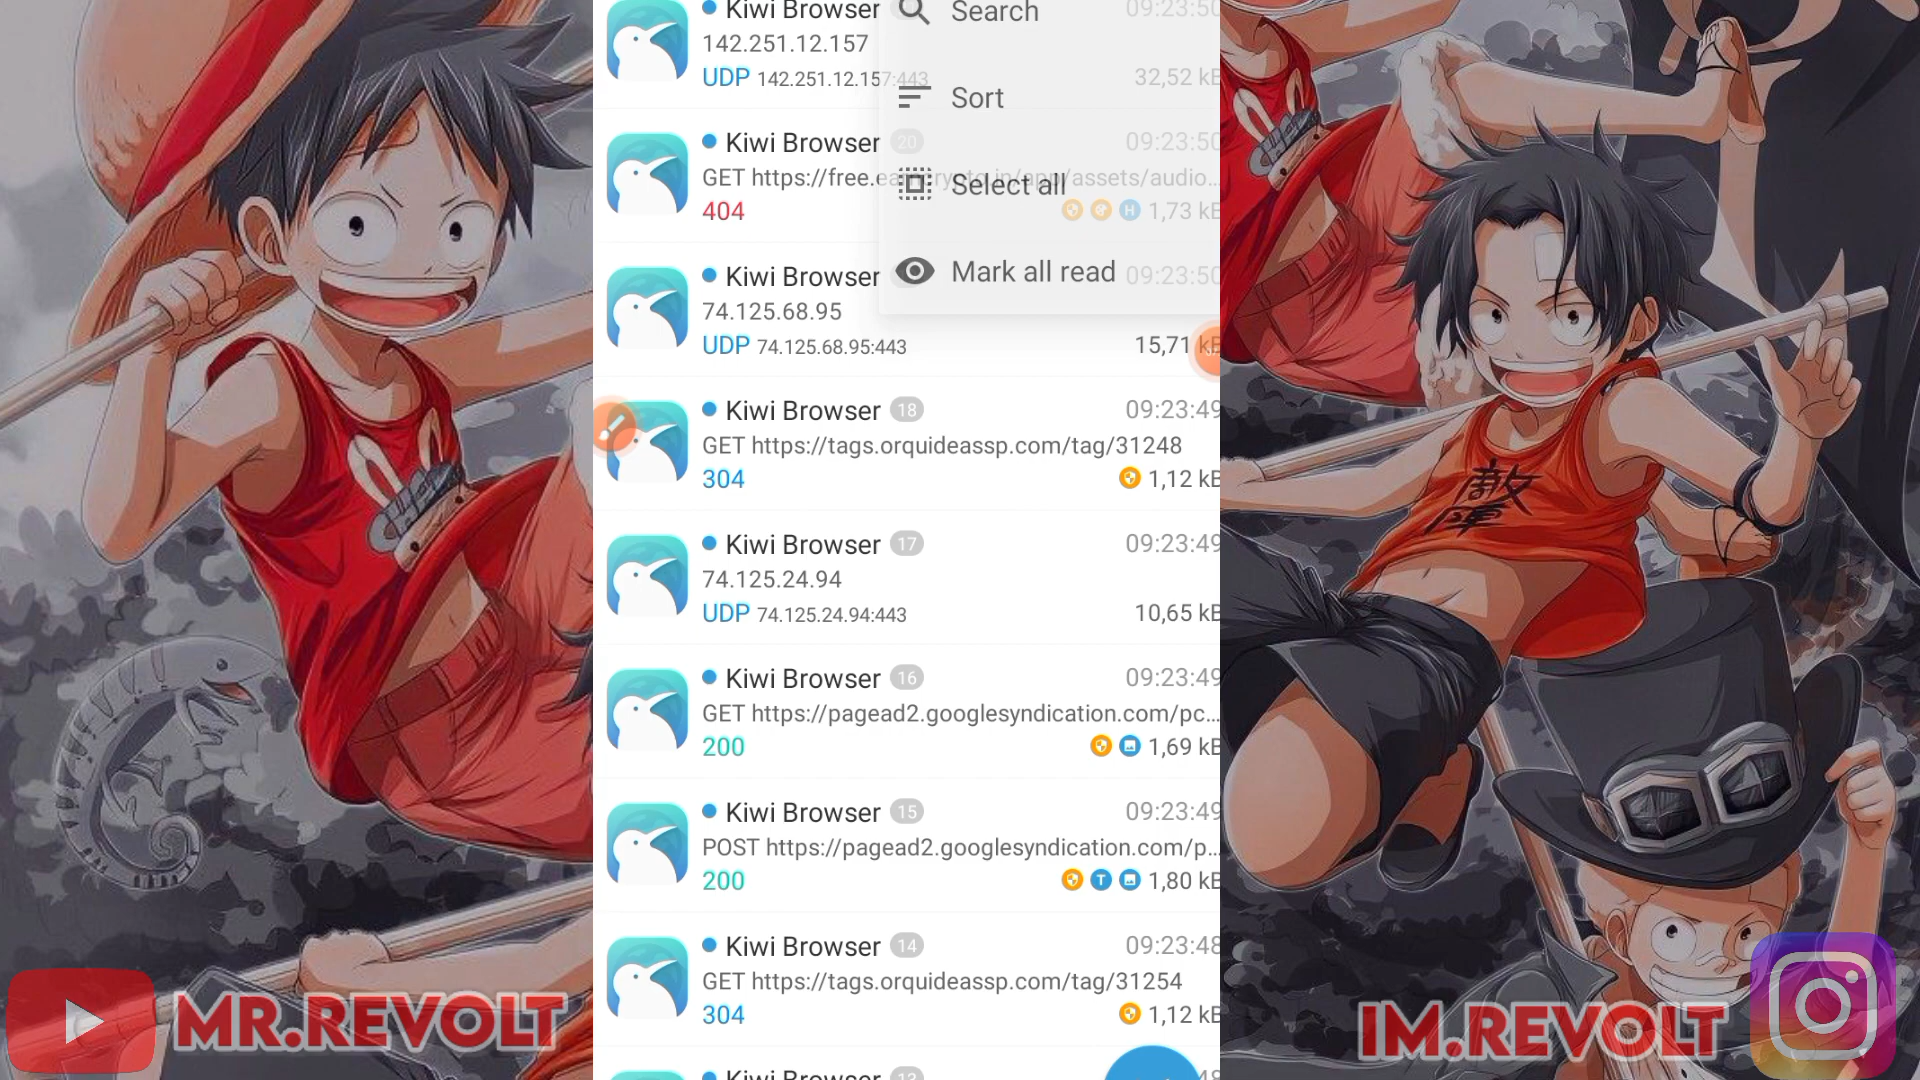 Kiwi Browser
09:23:50
142.251.12.157
UDP 142.251.12.157:443
32,52 kB
Search
Sort
Select all
Mark all read
Kiwi Browser 20
09:23:50
GET https://free.easycrypto.in/app/assets/audio...
404
H
1,73 kB
Kiwi Browser
09:23:50
74.125.68.95
UDP 74.125.68.95:443
15,71 kB
Kiwi Browser 18
09:23:49
GET https://tags.orquideassp.com/tag/31248
304
1,12 kB
Kiwi Browser 17
09:23:49
74.125.24.94
UDP 74.125.24.94:443
10,65 kB
Kiwi Browser 16
09:23:49
GET https://pagead2.googlesyndication.com/pc...
200
1,69 kB
Kiwi Browser 15
09:23:49
POST https://pagead2.googlesyndication.com/p...
200
T
1,80 kB
Kiwi Browser 14
09:23:48
GET https://tags.orquideassp.com/tag/31254
304
1,12 kB
Kiwi Browser 13
MR.REVOLT
IM.REVOLT